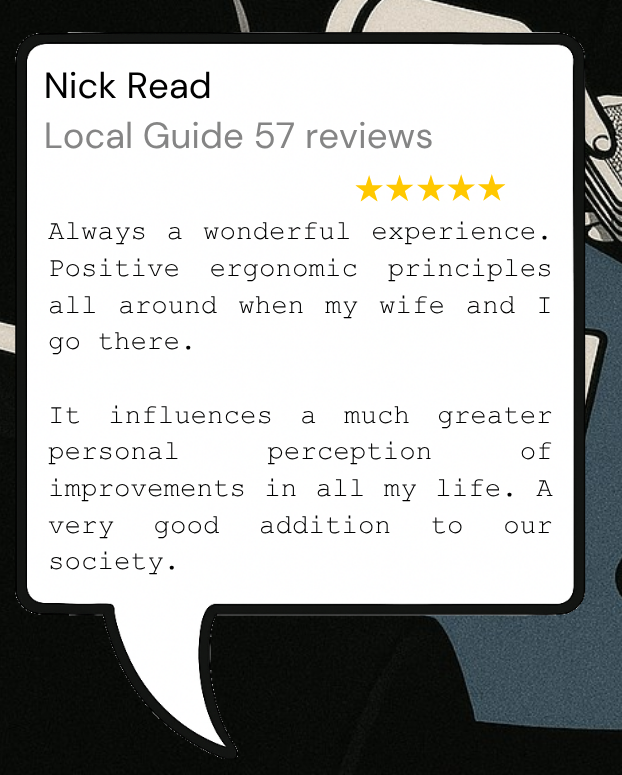 Nick Read
Local Guide 57 reviews
★★★★★
Always a wonderful experience.
Positive ergonomic principles
all around when my wife and I
go there.
It influences a much greater
personal perception of
improvements in all my life. A
very good addition to our
society.